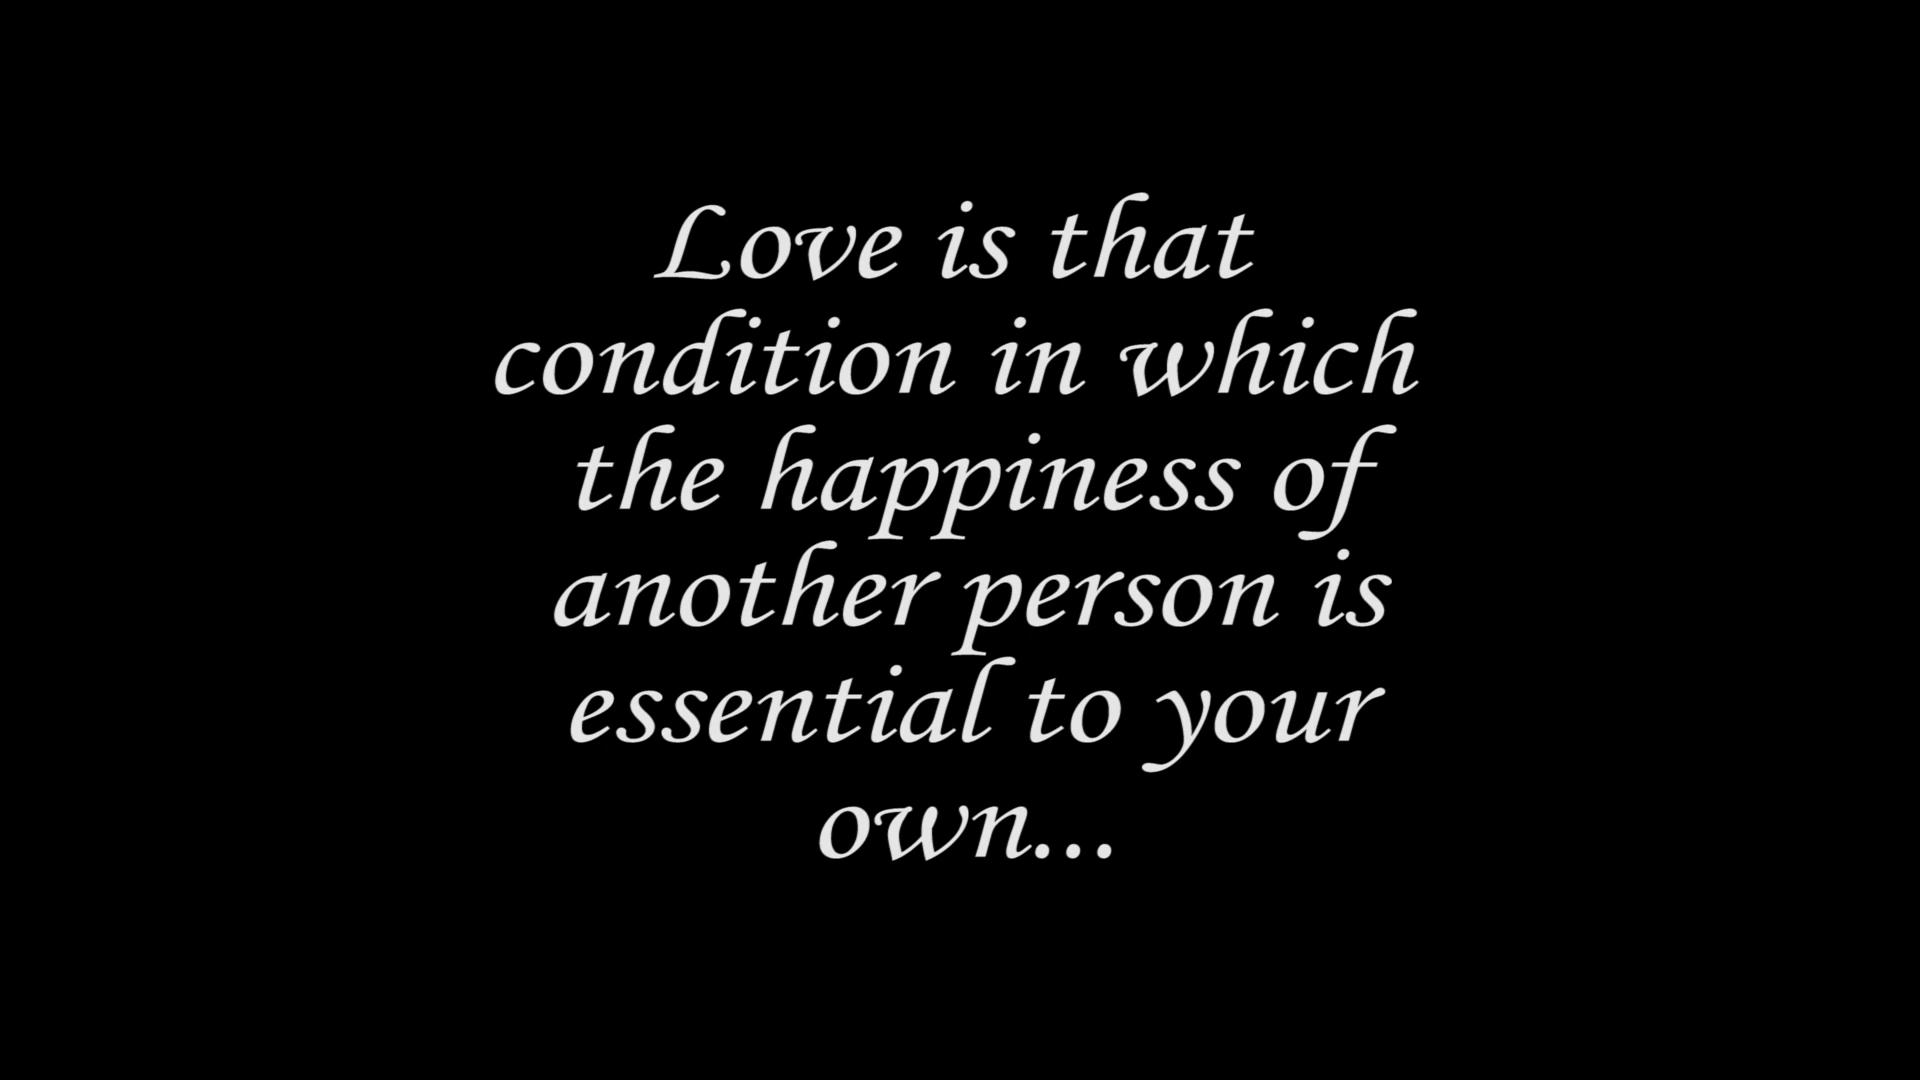 Love is that
condition in which
the happiness of
another person is
essential to your
own...